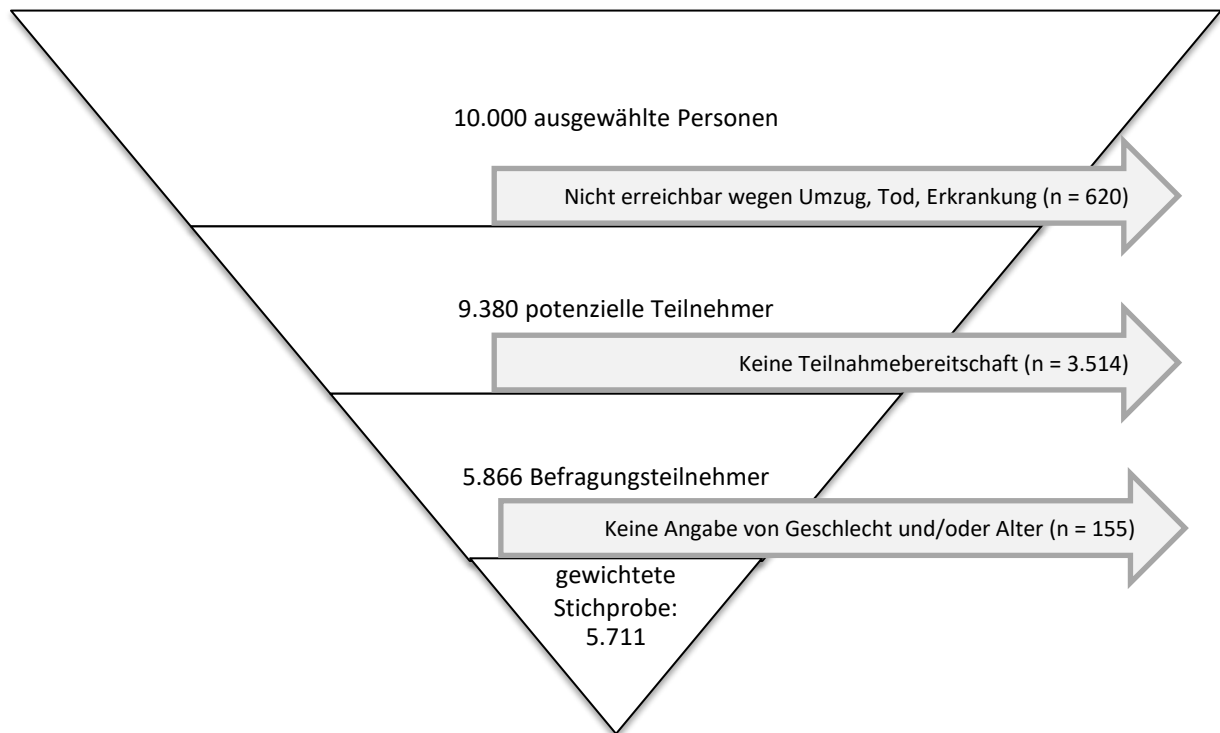 10.000 ausgewählte Personen
Nicht erreichbar wegen Umzug, Tod, Erkrankung (n = 620)
9.380 potenzielle Teilnehmer
Keine Teilnahmebereitschaft (n = 3.514)
5.866 Befragungsteilnehmer
Keine Angabe von Geschlecht und/oder Alter (n = 155)
gewichtete
Stichprobe:
5.711